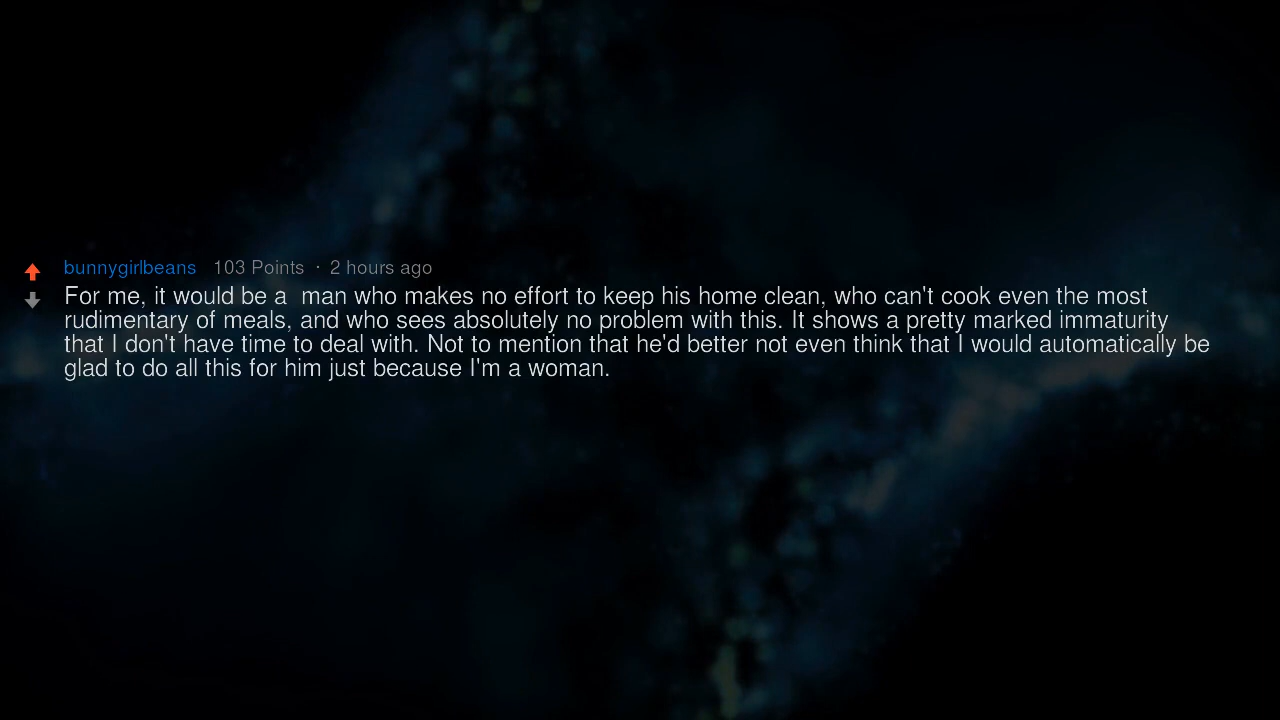 bunnygirlbeans 103 Points · 2 hours ago
For me, it would be a  man who makes no effort to keep his home clean, who can't cook even the most
rudimentary of meals, and who sees absolutely no problem with this. It shows a pretty marked immaturity
that I don't have time to deal with. Not to mention that he'd better not even think that I would automatically be
glad to do all this for him just because I'm a woman.